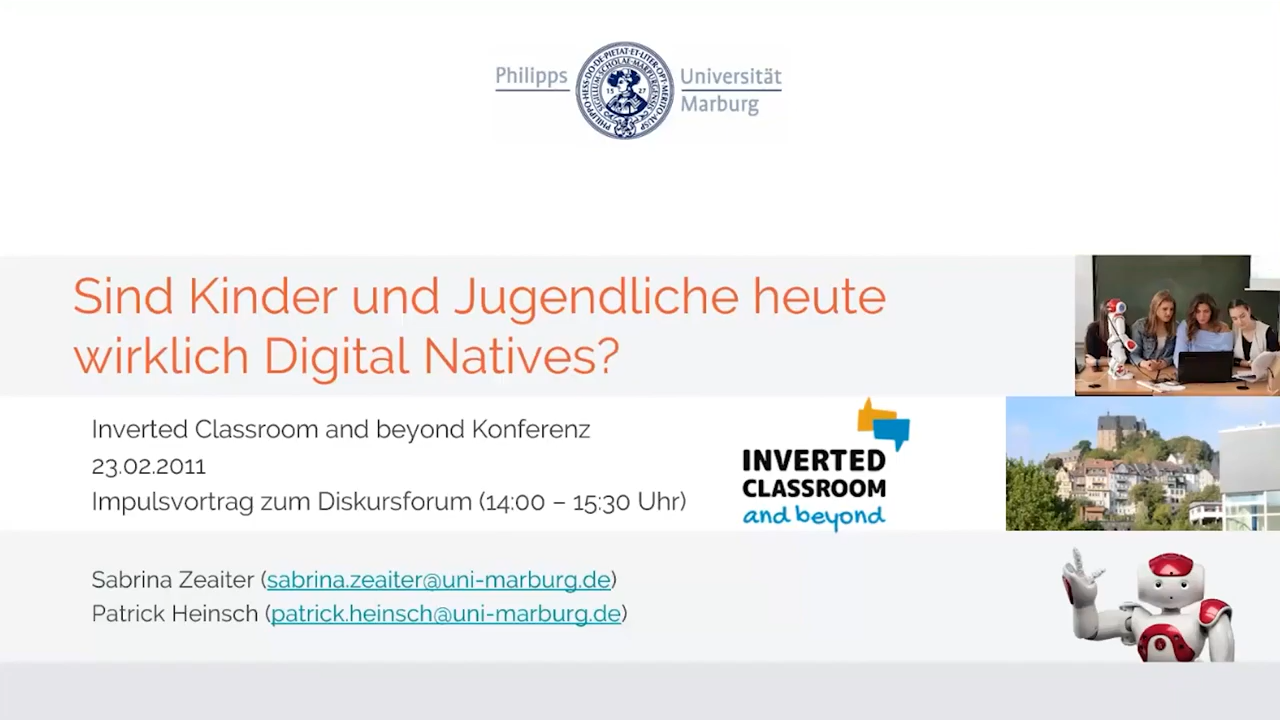 Philipps
Universität
Marburg
15 27
Sind Kinder und Jugendliche heute
wirklich Digital Natives?
Inverted Classroom and beyond Konferenz
23.02.2011
Impulsvortrag zum Diskursforum (14:00 – 15:30 Uhr)
INVERTED
CLASSROOM
and beyond
Sabrina Zeaiter (sabrina.zeaiter@uni-marburg.de)
Patrick Heinsch (patrick.heinsch@uni-marburg.de)